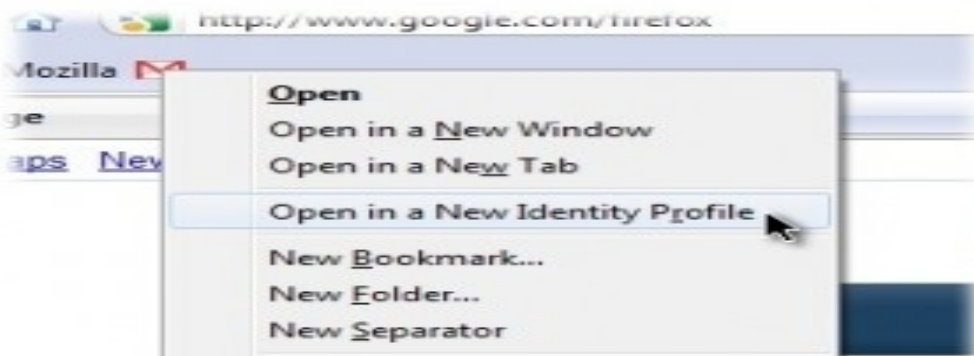 http://www.google.com/firefox
Mozilla
ge
aps New
Open
Open in a New Window
Open in a New Tab
Open in a New Identity Profile
New Bookmark...
New Folder...
New Separator